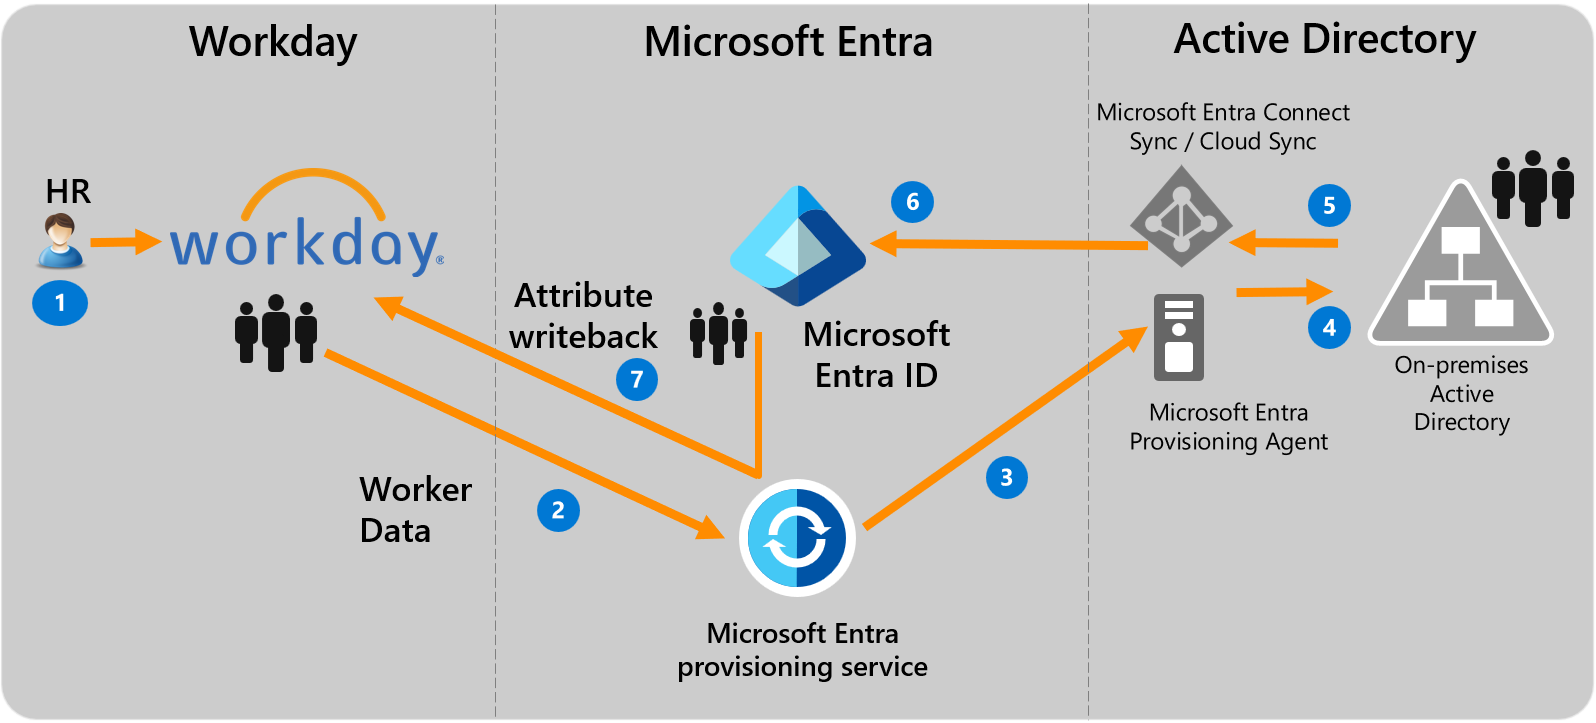 Workday
Microsoft Entra
Active Directory
Microsoft Entra Connect
Sync / Cloud Sync
HR
workday®
1
6
5
Attribute
writeback
7
Microsoft
Entra ID
4
On-premises
Active
Directory
Microsoft Entra
Provisioning Agent
3
Worker
Data
2
Microsoft Entra
provisioning service